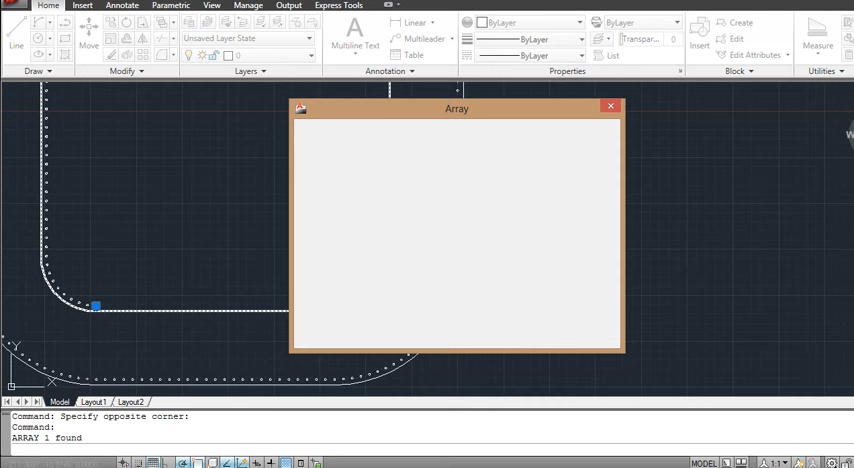 Home Insert Annotate Parametric View Manage Output Express Tools
Line
Move
Unsaved Layer State
0
A
Multiline Text
Linear
Multileader
Table
ByLayer
ByLayer
ByLayer
ByLayer
Transpar... 0
List
Insert
Create
Edit
Edit Attributes
Measure
Draw Modify Layers Annotation Properties Block Utilities
Array
W
Y
X
Model Layout1 Layout2
Command: Specify opposite corner:
Command:
ARRAY 1 found
MODEL 1:1